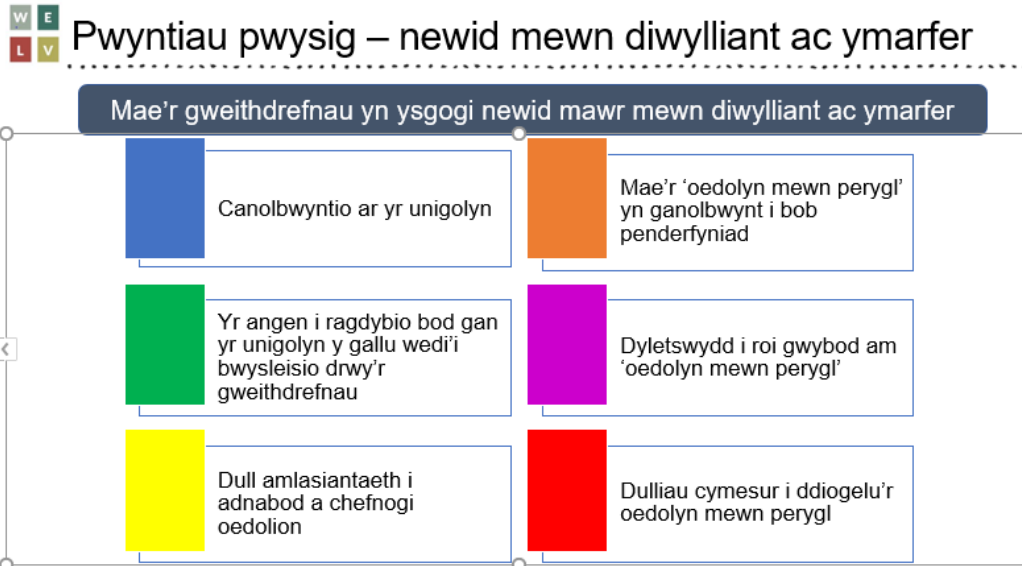 W E
L V
Pwyntiau pwysig – newid mewn diwylliant ac ymarfer
Mae’r gweithdrefnau yn ysgogi newid mawr mewn diwylliant ac ymarfer
Canolbwyntio ar yr unigolyn
Mae’r ‘oedolyn mewn perygl’
yn ganolbwynt i bob
penderfyniad
Yr angen i ragdybio bod gan
yr unigolyn y gallu wedi’i
bwysleisio drwy’r
gweithdrefnau
Dyletswydd i roi gwybod am
‘oedolyn mewn perygl’
Dull amlasiantaeth i
adnabod a chefnogi
oedolion
Dulliau cymesur i ddiogelu’r
oedolyn mewn perygl